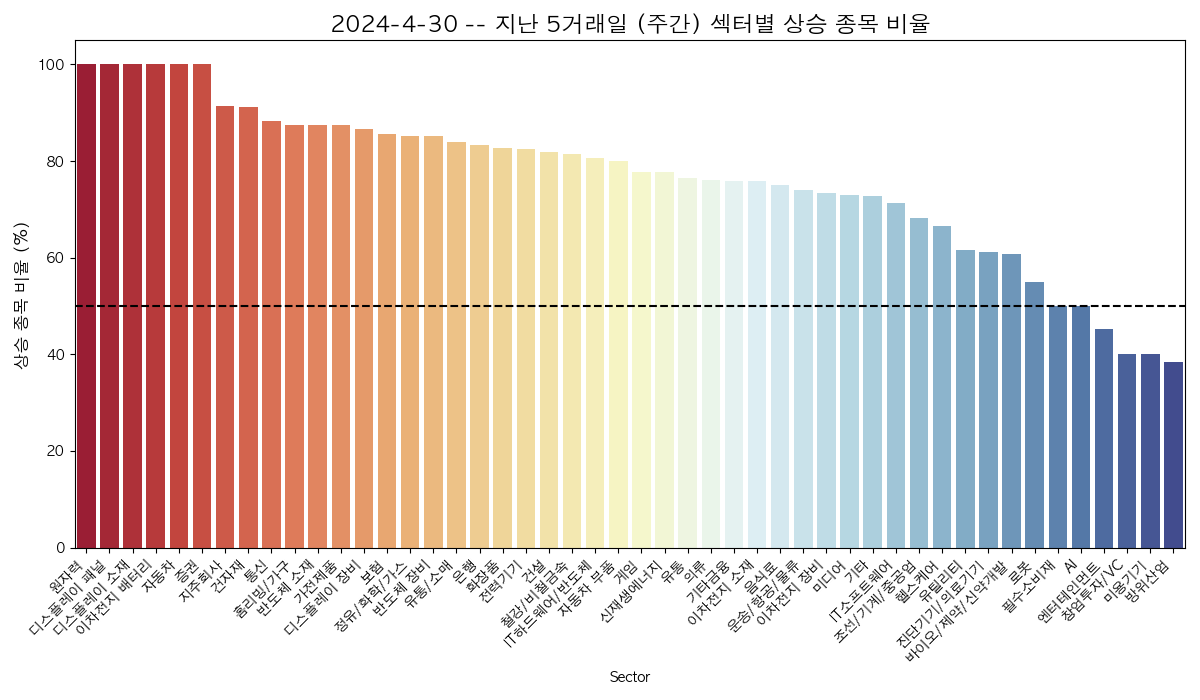 2024-4-30 -- 지난 5거래일 (주간) 섹터별 상승 종목 비율
상승 종목 비율 (%)
100
80
60
40
20
0
원자력
디스플레이 패널
디스플레이 소재
이차전지 배터리
자동차
증권
지주회사
건자재
통신
홈리빙/가구
반도체 소재
가전제품
디스플레이 장비
보험
정유/화학/가스
반도체 장비
유통/소매
은행
화장품
전력기기
건설
철강/비철금속
IT하드웨어/반도체
자동차 부품
게임
신재생에너지
유통
의류
기타금융
이차전지 소재
음식료
운송/항공/물류
이차전지 장비
미디어
기타
IT소프트웨어
조선/기계/중공업
헬스케어
유틸리티
진단기기/의료기기
바이오/제약/신약개발
로봇
필수소비재
AI
엔터테인먼트
창업투자/VC
미용기기
방위산업
Sector